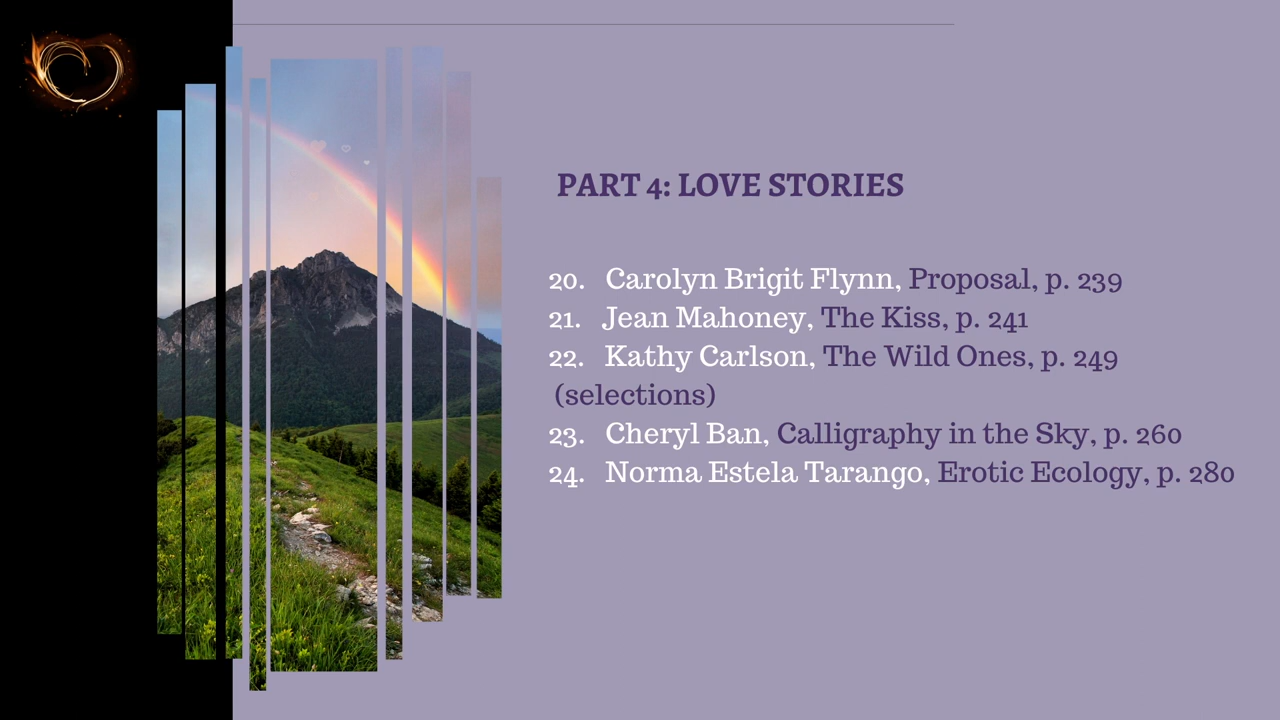 PART 4: LOVE STORIES
20. Carolyn Brigit Flynn, Proposal, p. 239
21. Jean Mahoney, The Kiss, p. 241
22. Kathy Carlson, The Wild Ones, p. 249
(selections)
23. Cheryl Ban, Calligraphy in the Sky, p. 260
24. Norma Estela Tarango, Erotic Ecology, p. 280